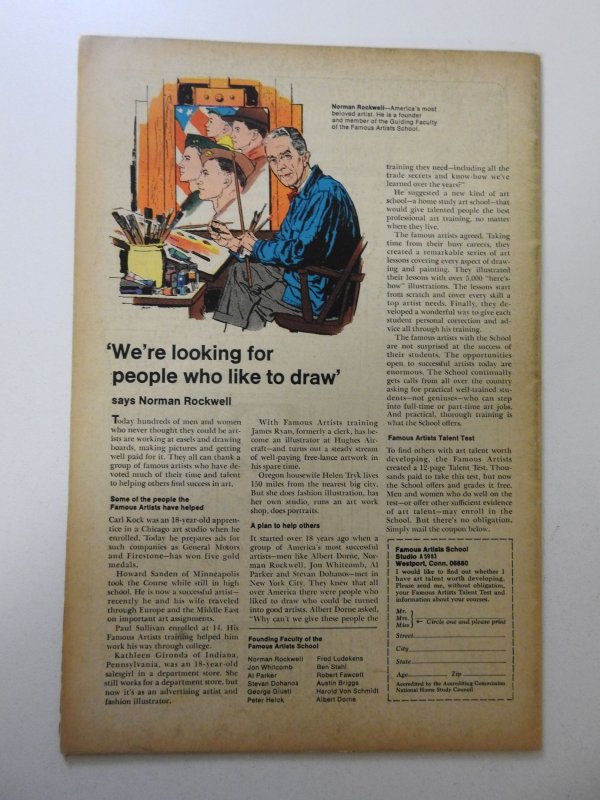 Norman Rockwell—America's most
beloved artist. He is a founder
and member of the Guiding Faculty
of the Famous Artists School.
'We're looking for
people who like to draw'
says Norman Rockwell
Today hundreds of men and women
who never thought they could be art-
ists are working at easels and drawing
boards, making pictures and getting
well paid for it. They all can thank a
group of famous artists who have de-
voted much of their time and talent
to helping others find success in art.
Some of the people the
Famous Artists have helped
Carl Kock was an 18-year-old appren-
tice in a Chicago art studio when he
enrolled. Today he prepares ads for
such companies as General Motors
and Firestone—has won five gold
medals.
Howard Sanden of Minneapolis
took the Course while still in high
school. He is now a successful artist—
recently he and his wife traveled
through Europe and the Middle East
on important art assignments.
Paul Sullivan enrolled at 14. His
Famous Artists training helped him
work his way through college.
Kathleen Gironda of Indiana,
Pennsylvania, was an 18-year-old
salesgirl in a department store. She
still works for a department store, but
now it's as an advertising artist and
fashion illustrator.
With Famous Artists training
James Ryan, formerly a clerk, has be-
come an illustrator at Hughes Air-
craft—and turns out a steady stream
of well-paying free-lance artwork in
his spare time.
Oregon housewife Helen Tryk lives
150 miles from the nearest big city.
But she does fashion illustration, has
her own studio, runs an art work
shop, does portraits.
A plan to help others
It started over 18 years ago when a
group of America's most successful
artists—men like Albert Dorne, Nor-
man Rockwell, Jon Whitcomb, Al
Parker and Stevan Dohanos—met in
New York City. They knew that all
over America there were people who
liked to draw who could be turned
into good artists. Albert Dorne asked,
"Why can't we give these people the
Founding Faculty of the
Famous Artists School
Norman Rockwell
Jon Whitcomb
Al Parker
Stevan Dohanos
George Giusti
Peter Helck
Fred Ludekens
Ben Stahl
Robert Fawcett
Austin Briggs
Harold Von Schmidt
Albert Dorne
training they need—including all the
trade secrets and know-how we've
learned over the years?"
He suggested a new kind of art
school—a home study art school—that
would give talented people the best
professional art training, no matter
where they live.
The famous artists agreed. Taking
time from their busy careers, they
created a remarkable series of art
lessons covering every aspect of draw-
ing and painting. They illustrated
their lessons with over 5,000 "here's-
how" illustrations. The lessons start
from scratch and cover every skill a
top artist needs. Finally, they de-
veloped a wonderful way to give each
student personal correction and ad-
vice all through his training.
The famous artists with the School
are not surprised at the success of
their students. The opportunities
open to successful artists today are
enormous. The School continually
gets calls from all over the country
asking for practical well-trained stu-
dents—not geniuses—who can step
into full-time or part-time art jobs.
And practical, thorough training is
what the School offers.
Famous Artists Talent Test
To find others with art talent worth
developing, the Famous Artists
created a 12-page Talent Test. Thou-
sands paid to take this test, but now
the School offers and grades it free.
Men and women who do well on the
test—or offer other sufficient evidence
of art talent—may enroll in the
School. But there's no obligation.
Simply mail the coupon below.
Famous Artists School
Studio A 5983
Westport, Conn. 06880
I would like to find out whether I
have art talent worth developing.
Please send me, without obligation,
your Famous Artists Talent Test and
information about your courses.
Mr.
Mrs. ← Circle one and please print
Miss
Street
City
State
Age Zip
Accredited by the Accrediting Commission
National Home Study Council